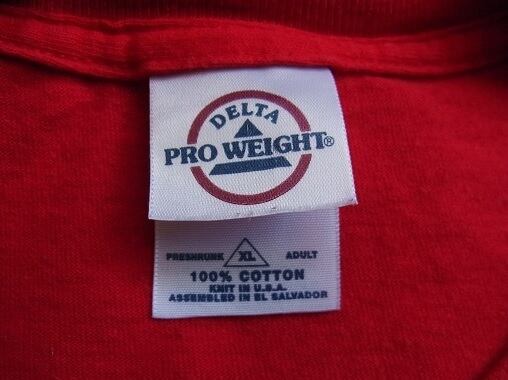 DELTA
PRO WEIGHT®
PRESHRUNK XL ADULT
100% COTTON
KNIT IN U.S.A.
ASSEMBLED IN EL SALVADOR